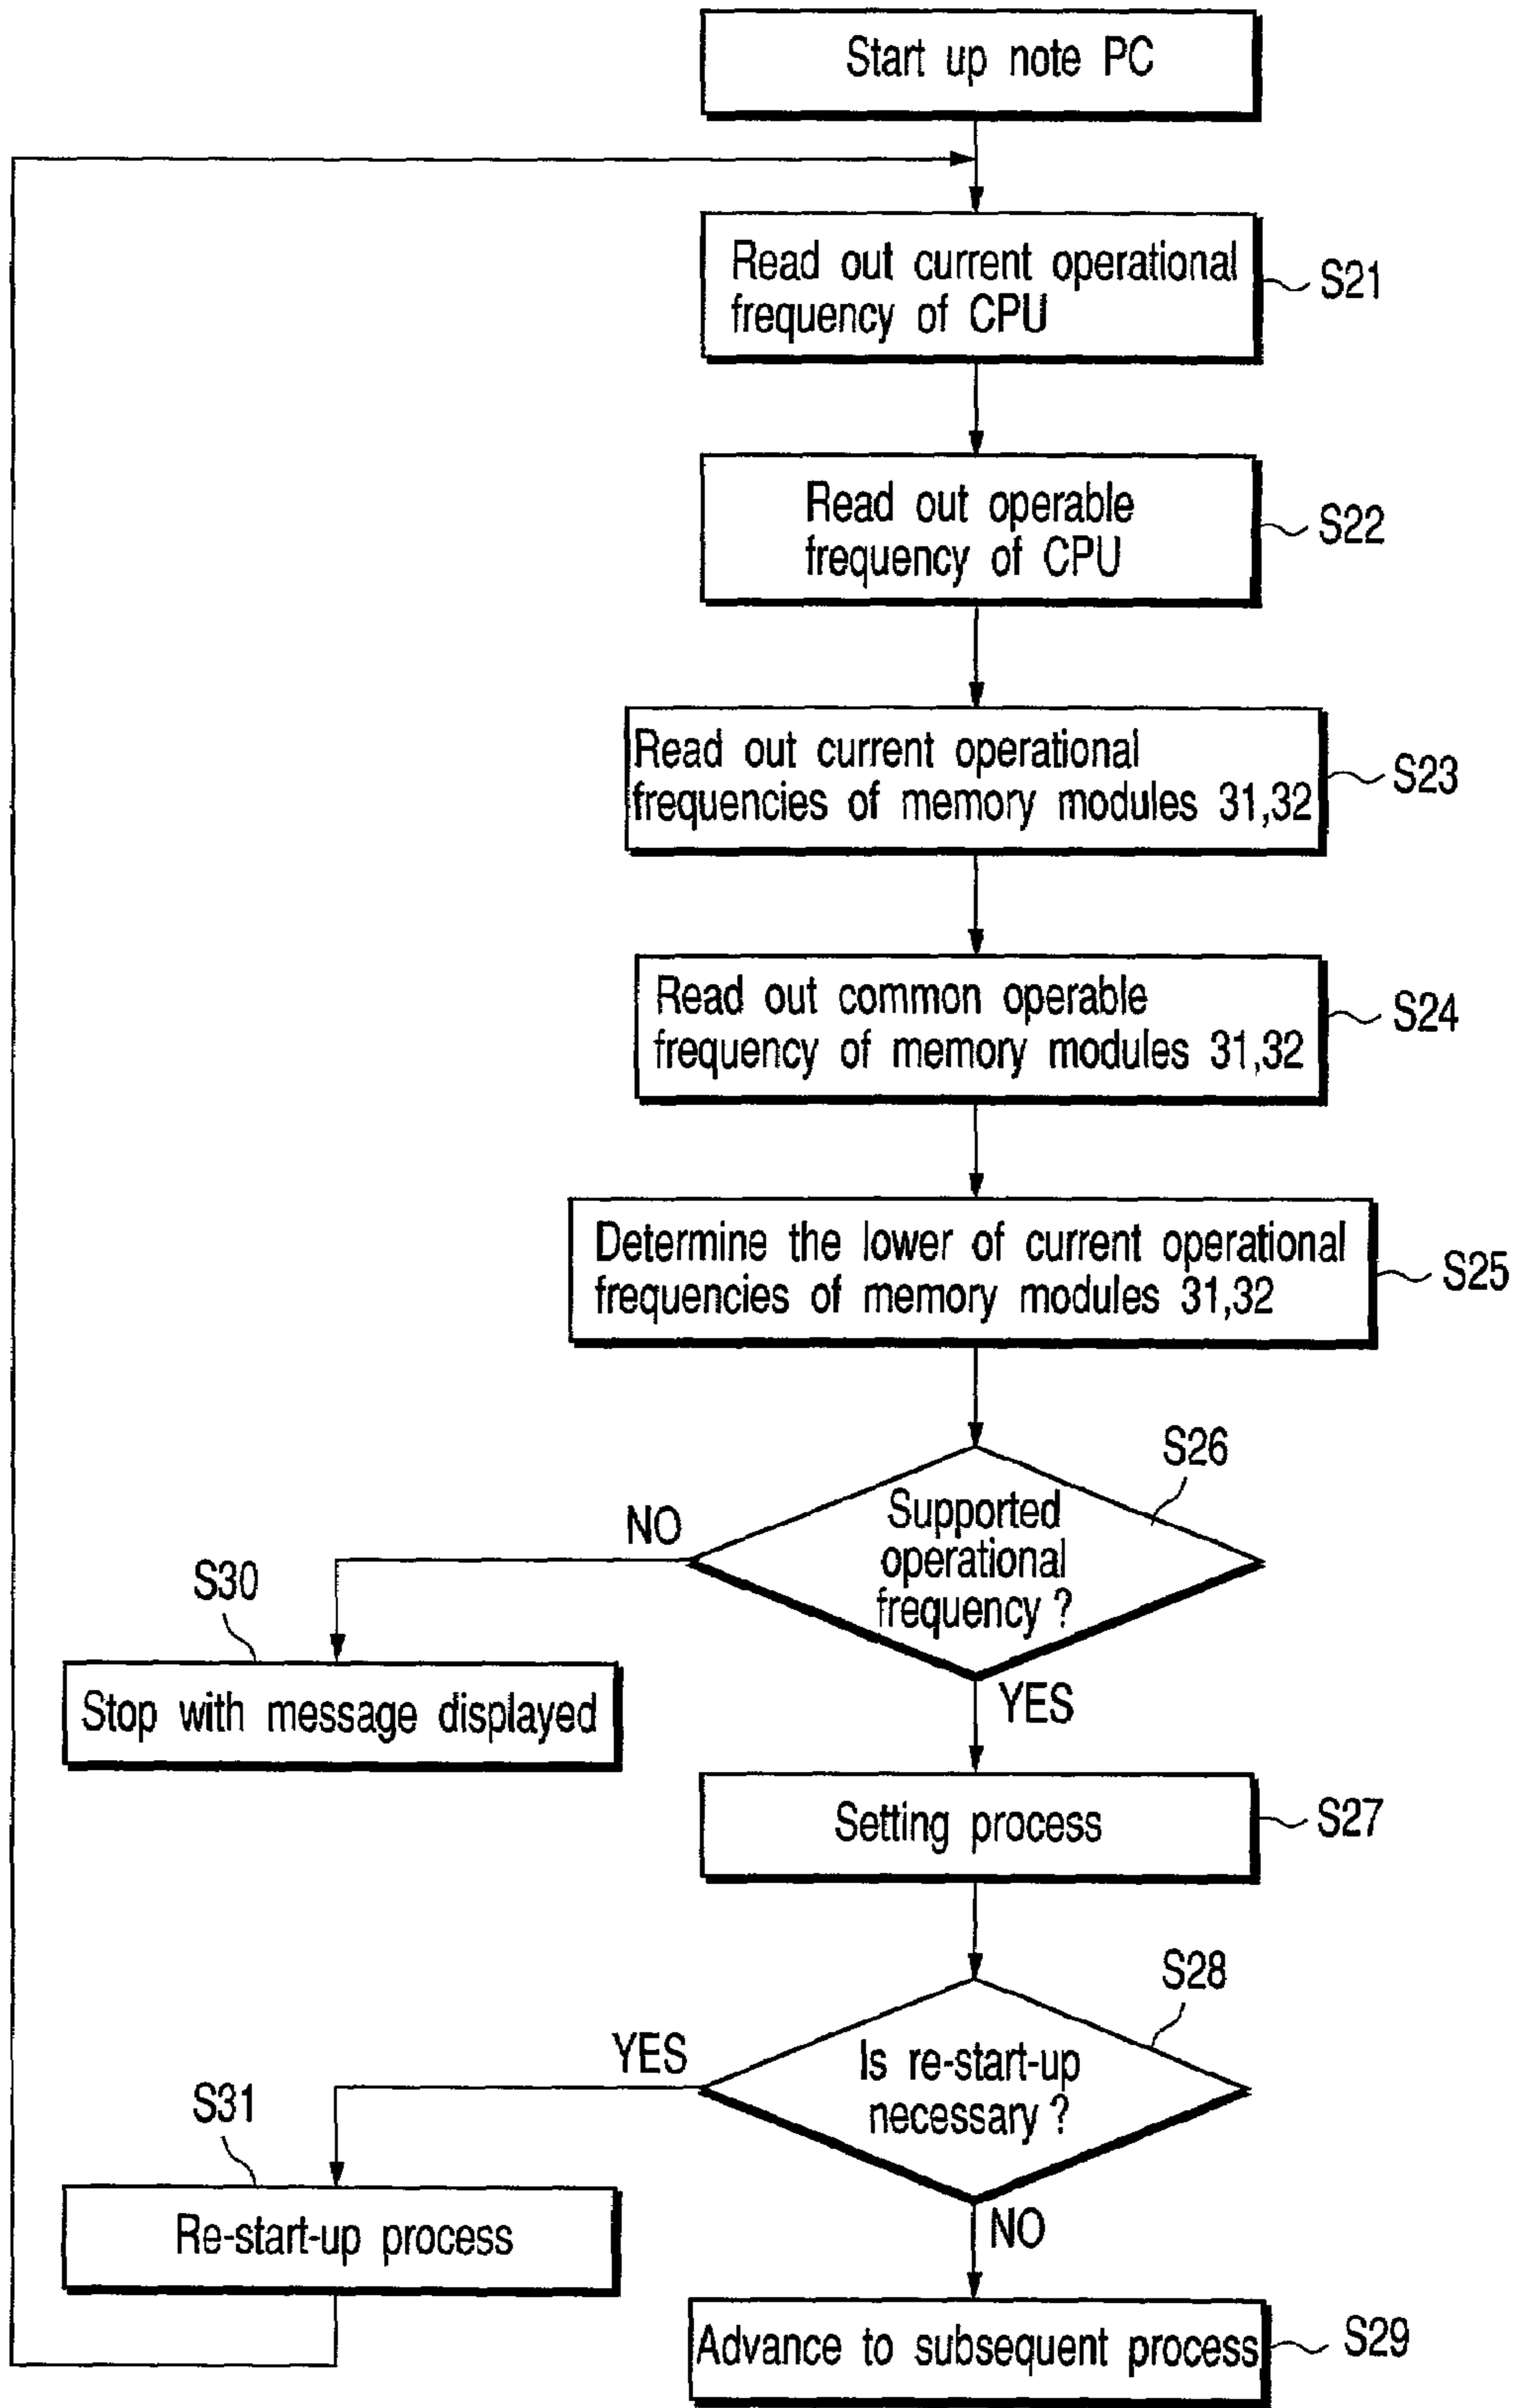 Start up note PC
Read out current operational
frequency of CPU
S21
Read out operable
frequency of CPU
S22
Read out current operational
frequencies of memory modules 31,32
S23
Read out common operable
frequency of memory modules 31,32
S24
Determine the lower of current operational
frequencies of memory modules 31,32
S25
S26
Supported
operational
frequency ?
NO
S30
Stop with message displayed
YES
Setting process
S27
S28
Is re-start-up
necessary ?
YES
S31
Re-start-up process
NO
Advance to subsequent process
S29